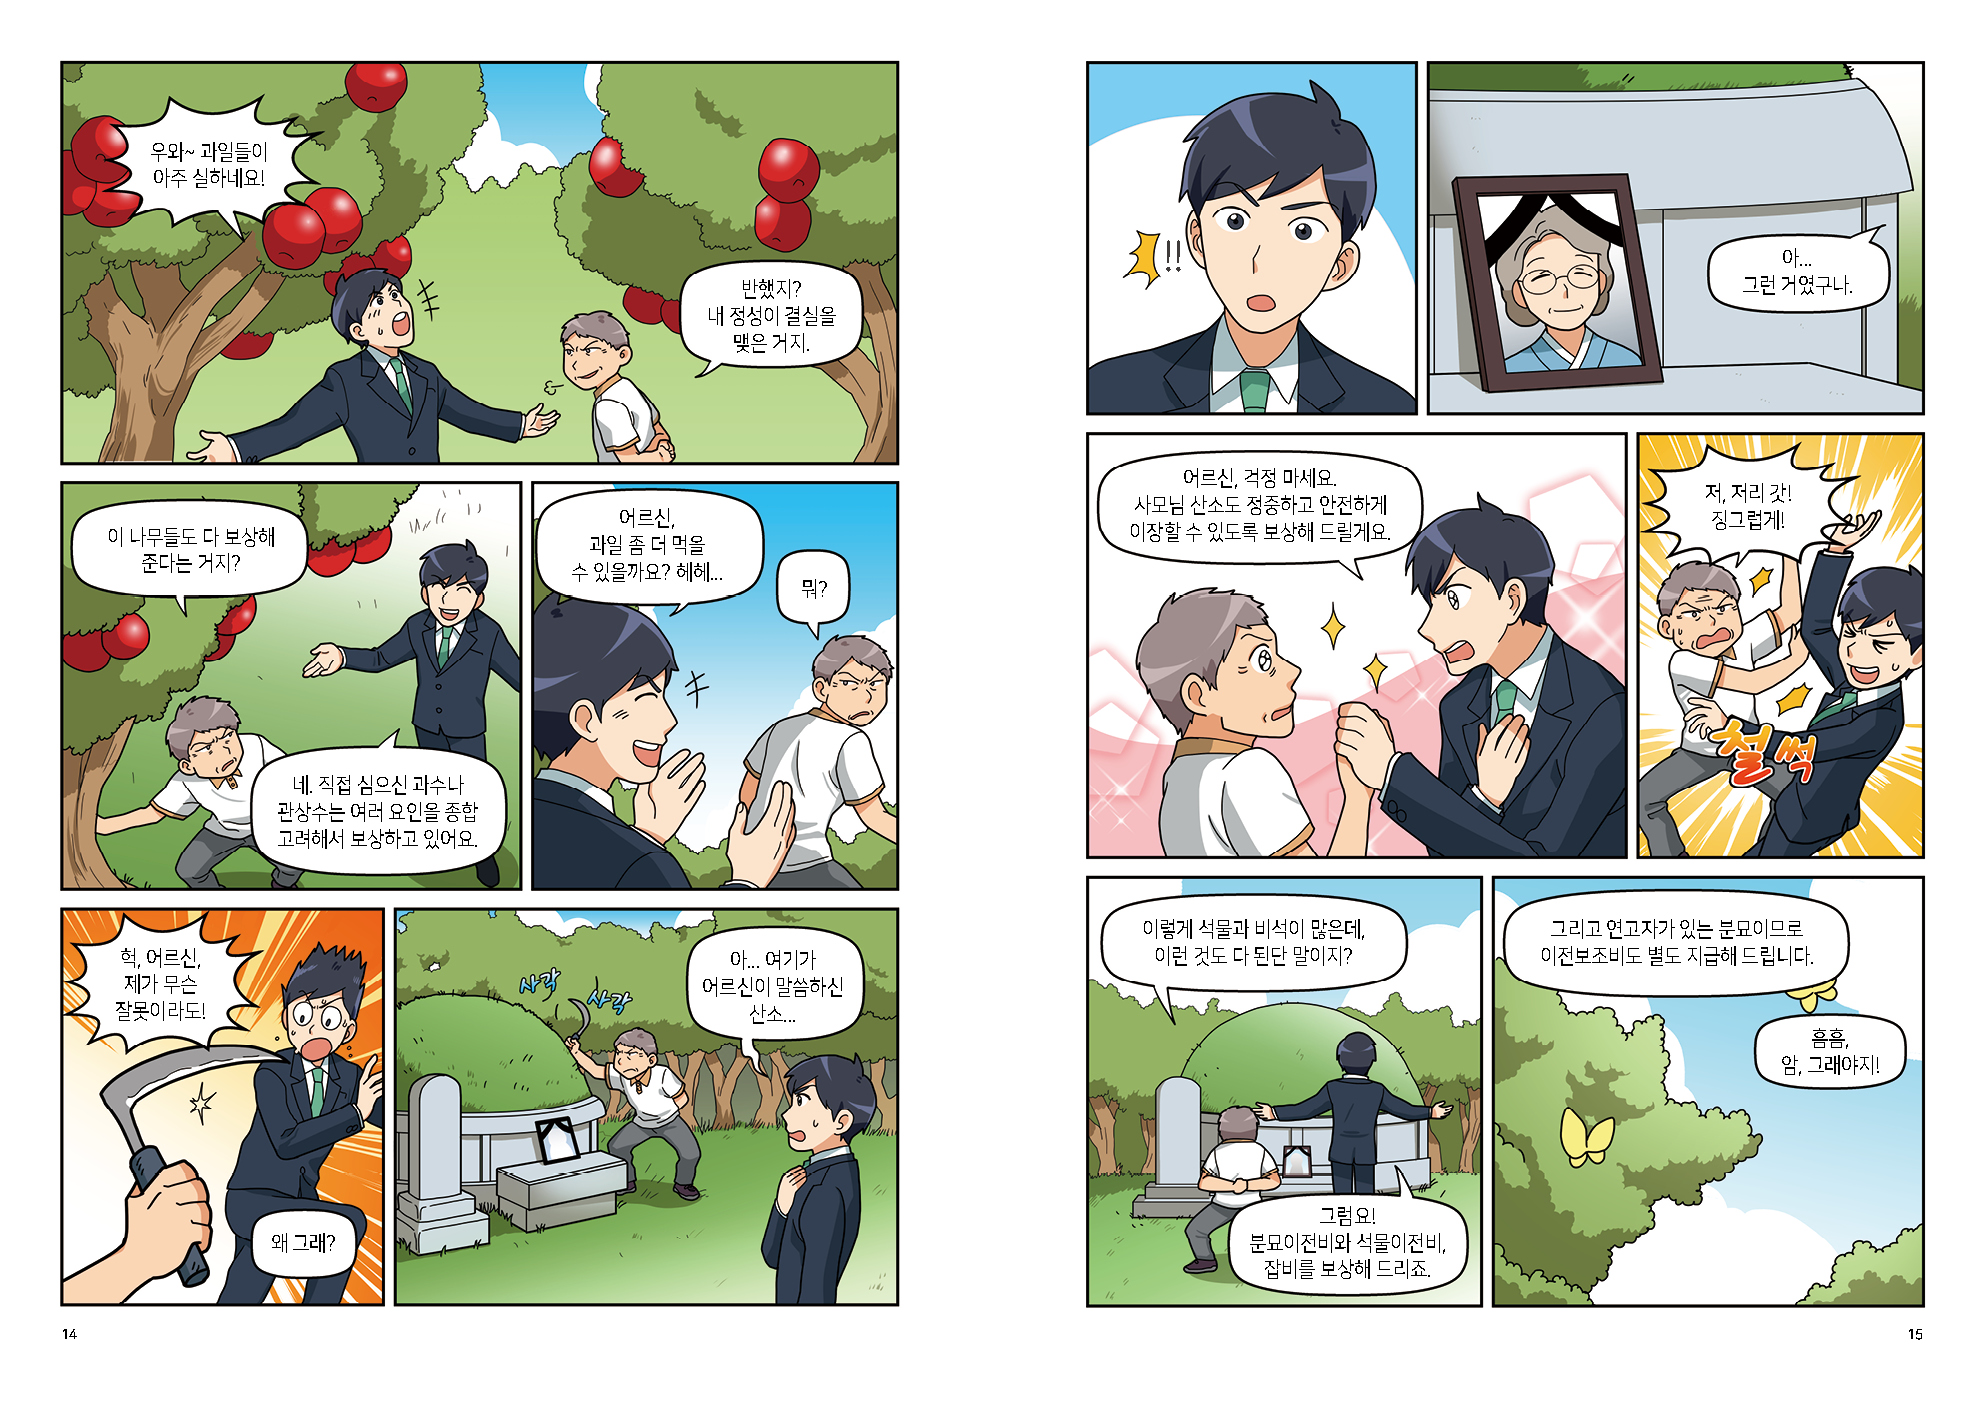 우와~ 과일들이
아주 실하네요!
반했지?
내 정성이 결실을
맺은 거지.
이 나무들도 다 보상해
준다는 거지?
네. 직접 심으신 과수나
관상수는 여러 요인을 종합
고려해서 보상하고 있어요.
어르신,
과일 좀 더 먹을
수 있을까요? 헤헤...
뭐?
헉, 어르신,
제가 무슨
잘못이라도!
왜 그래?
사각
사각
아... 여기가
어르신이 말씀하신
산소...
14
!!
아...
그런 거였구나.
어르신, 걱정 마세요.
사모님 산소도 정중하고 안전하게
이장할 수 있도록 보상해 드릴게요.
저, 저리 갓!
징그럽게!
철썩
이렇게 석물과 비석이 많은데,
이런 것도 다 된단 말이지?
그럼요!
분묘이전비와 석물이전비,
잡비를 보상해 드리죠.
그리고 연고자가 있는 분묘이므로
이전보조비도 별도 지급해 드립니다.
흠흠,
암, 그래야지!
15